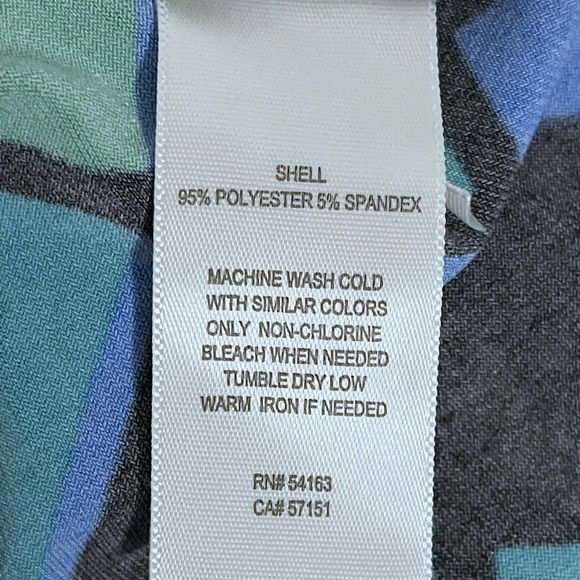 SHELL
95% POLYESTER 5% SPANDEX
MACHINE WASH COLD
WITH SIMILAR COLORS
ONLY NON-CHLORINE
BLEACH WHEN NEEDED
TUMBLE DRY LOW
WARM IRON IF NEEDED
RN# 54163
CA# 57151